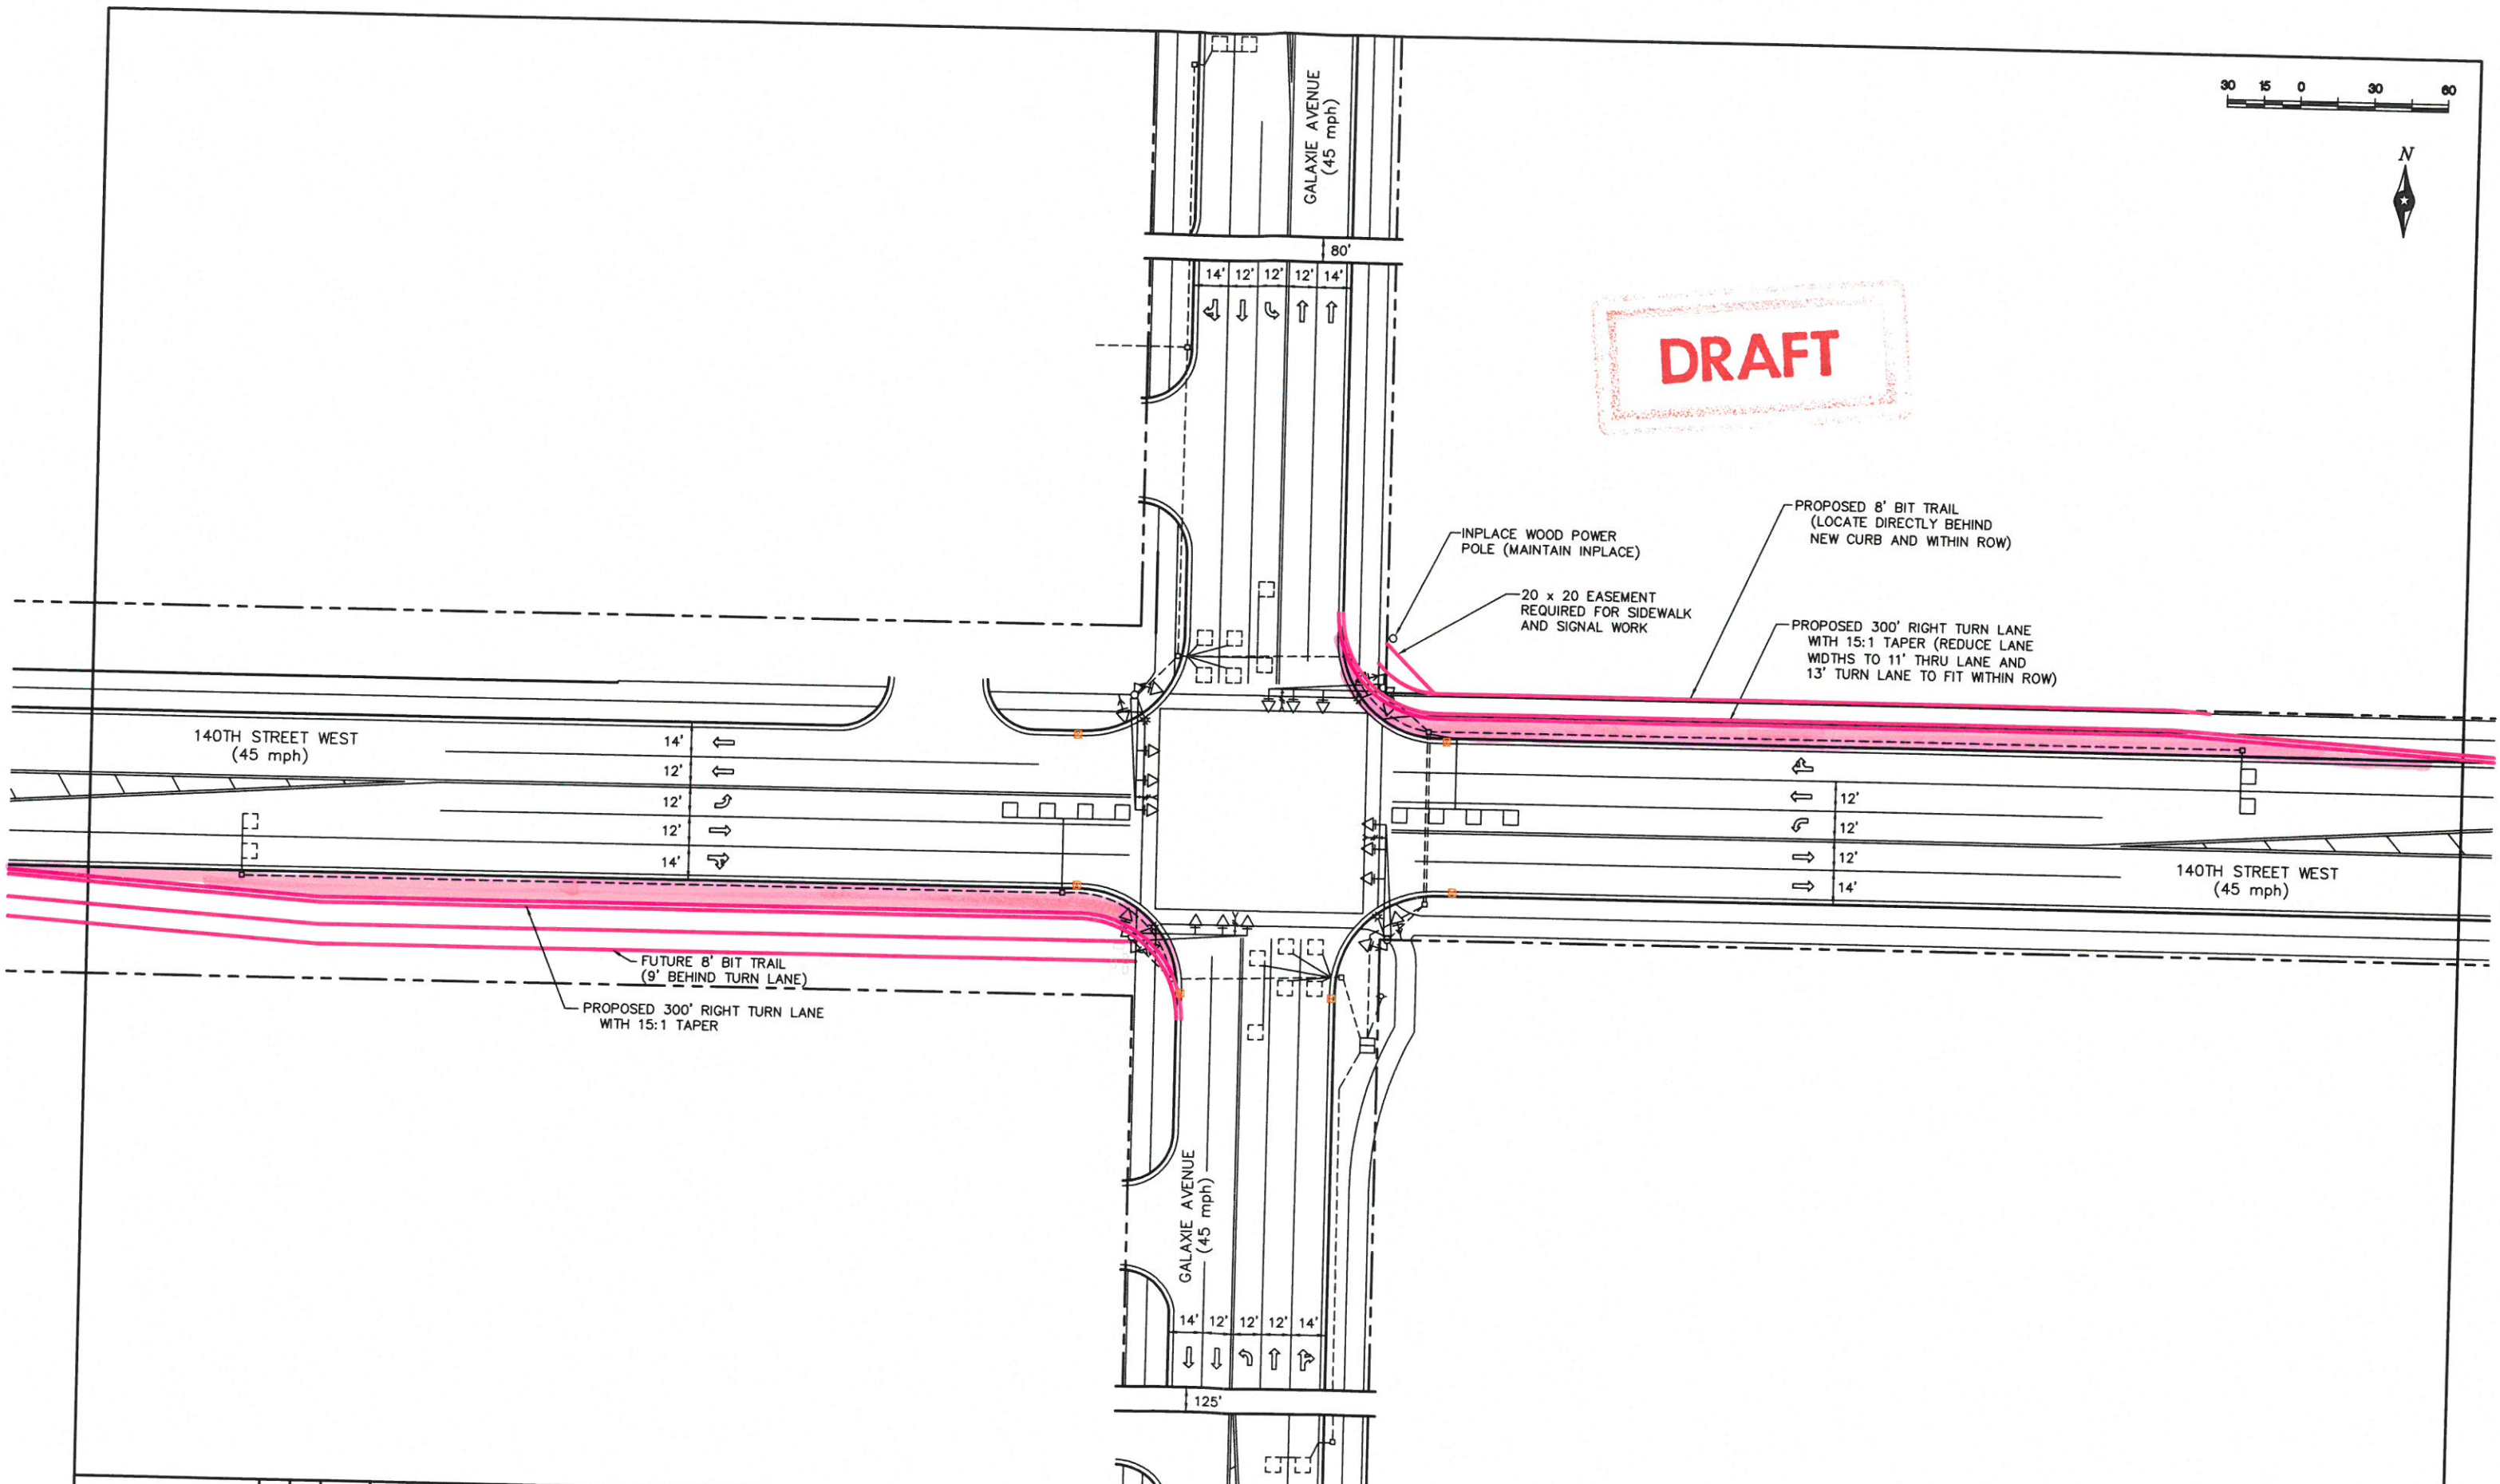 30 15 0 30 60
N
GALAXIE AVENUE
(45 mph)
80'
14' 12' 12' 12' 14'
DRAFT
PROPOSED 8' BIT TRAIL
(LOCATE DIRECTLY BEHIND
NEW CURB AND WITHIN ROW)
INPLACE WOOD POWER
POLE (MAINTAIN INPLACE)
20 x 20 EASEMENT
REQUIRED FOR SIDEWALK
AND SIGNAL WORK
PROPOSED 300' RIGHT TURN LANE
WITH 15:1 TAPER (REDUCE LANE
WIDTHS TO 11' THRU LANE AND
13' TURN LANE TO FIT WITHIN ROW)
140TH STREET WEST
(45 mph)
14'
12'
12'
12'
14'
12'
12'
12'
14'
140TH STREET WEST
(45 mph)
FUTURE 8' BIT TRAIL
(9' BEHIND TURN LANE)
PROPOSED 300' RIGHT TURN LANE
WITH 15:1 TAPER
GALAXIE AVENUE
(45 mph)
14' 12' 12' 12' 14'
125'